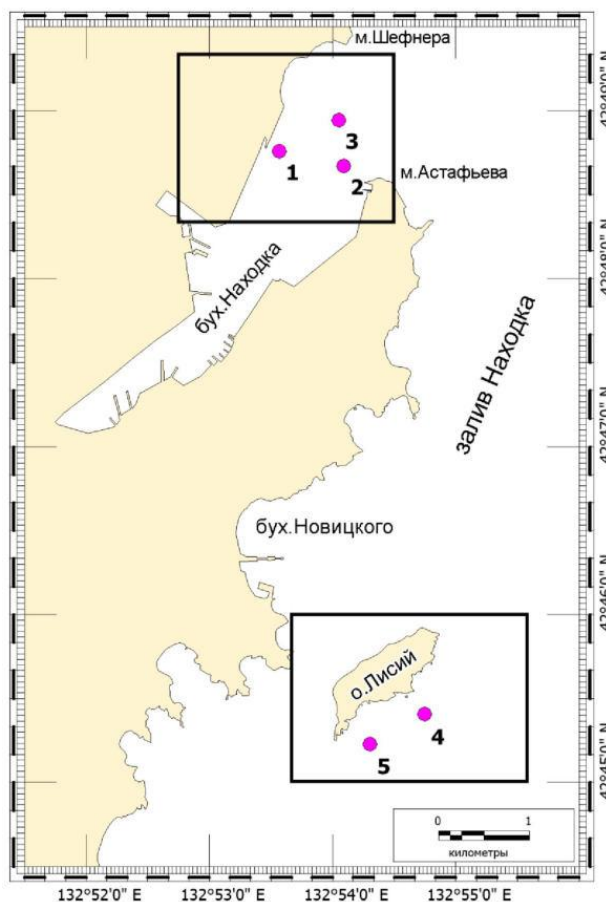 м.Шефнера
42°49'0" N
3
1
2
м.Астафьева
42°48'0" N
бух.Находка
залив Находка
42°47'0" N
бух.Новицкого
42°46'0" N
о.Лисий
4
5
42°45'0" N
0 1
километры
132°52'0" E 132°53'0" E 132°54'0" E 132°55'0" E